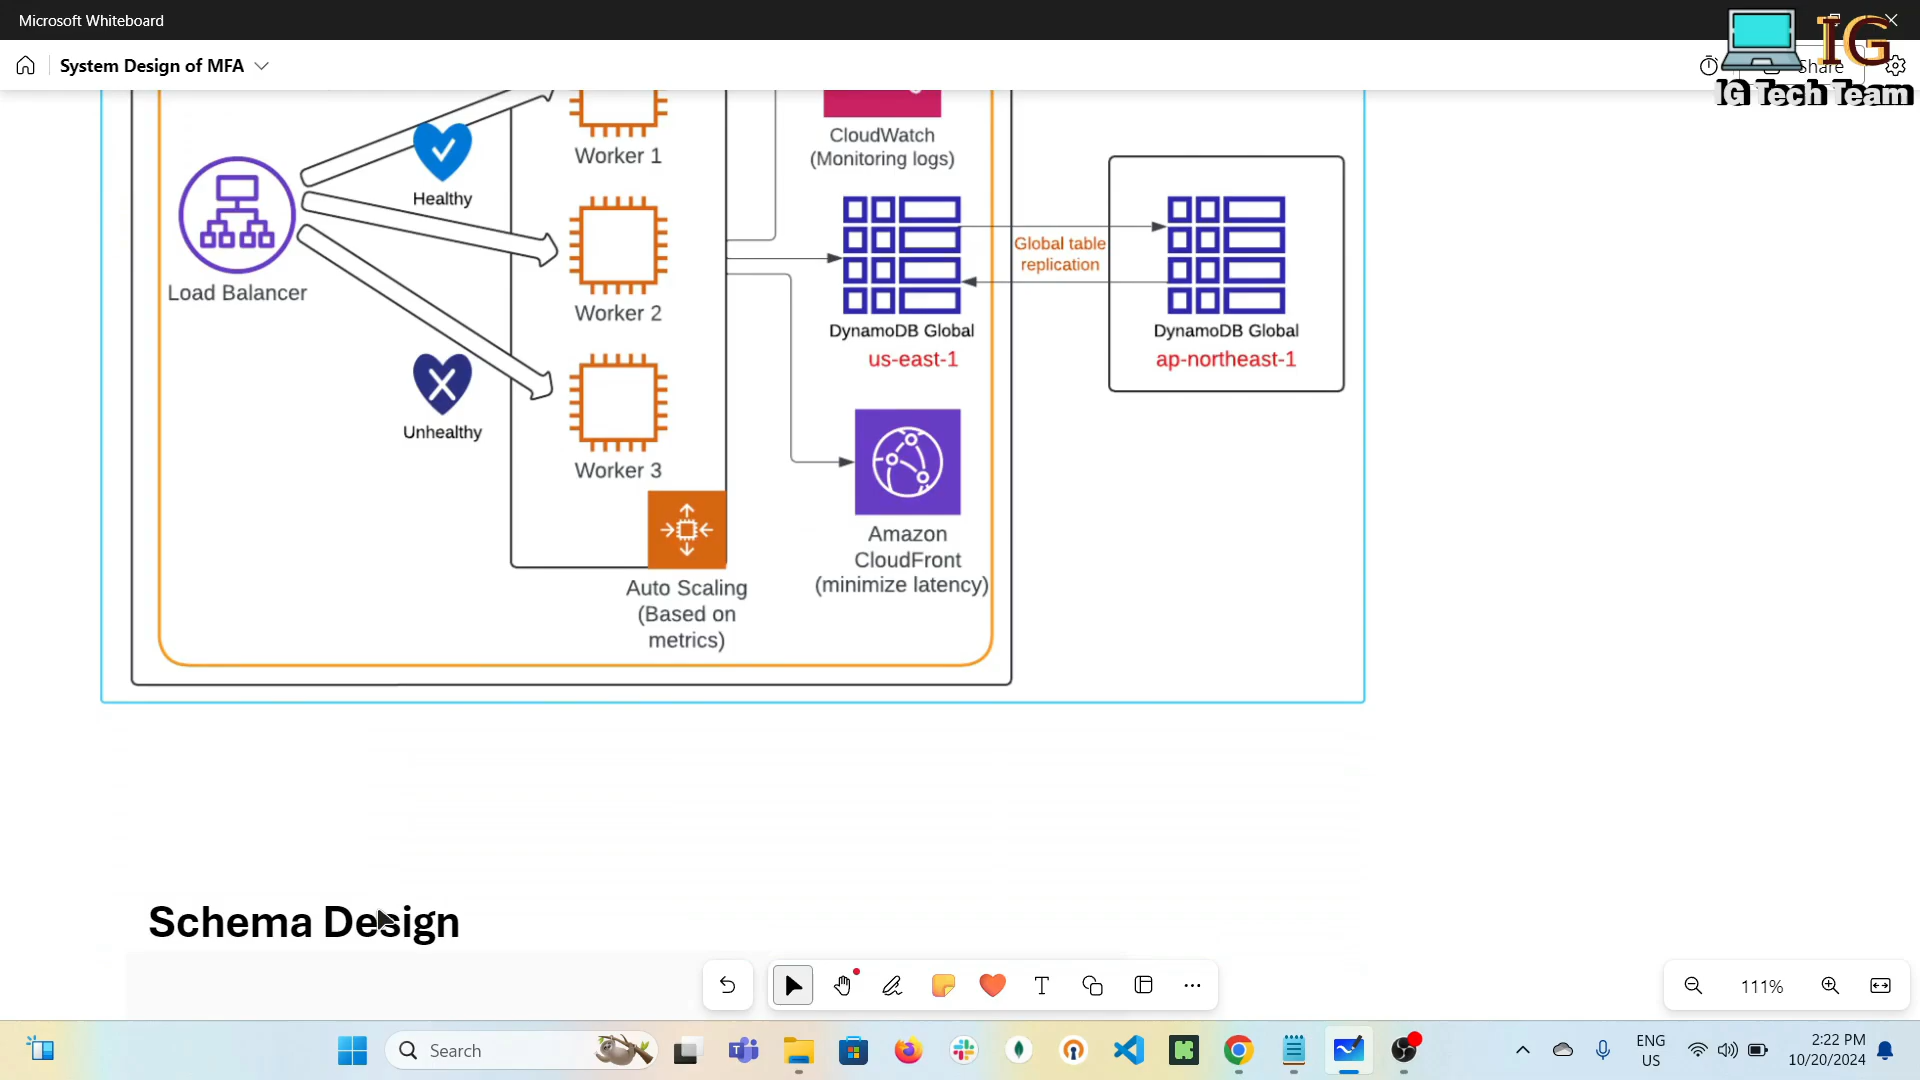 Microsoft Whiteboard
System Design of MFA
Share
IG
IG Tech Team
CloudWatch
(Monitoring logs)
Worker 1
Healthy
Load Balancer
Worker 2
Global table
replication
DynamoDB Global
us-east-1
DynamoDB Global
ap-northeast-1
Unhealthy
Worker 3
Amazon
CloudFront
(minimize latency)
Auto Scaling
(Based on
metrics)
Schema Design
111%
Search
ENG
US
2:22 PM
10/20/2024